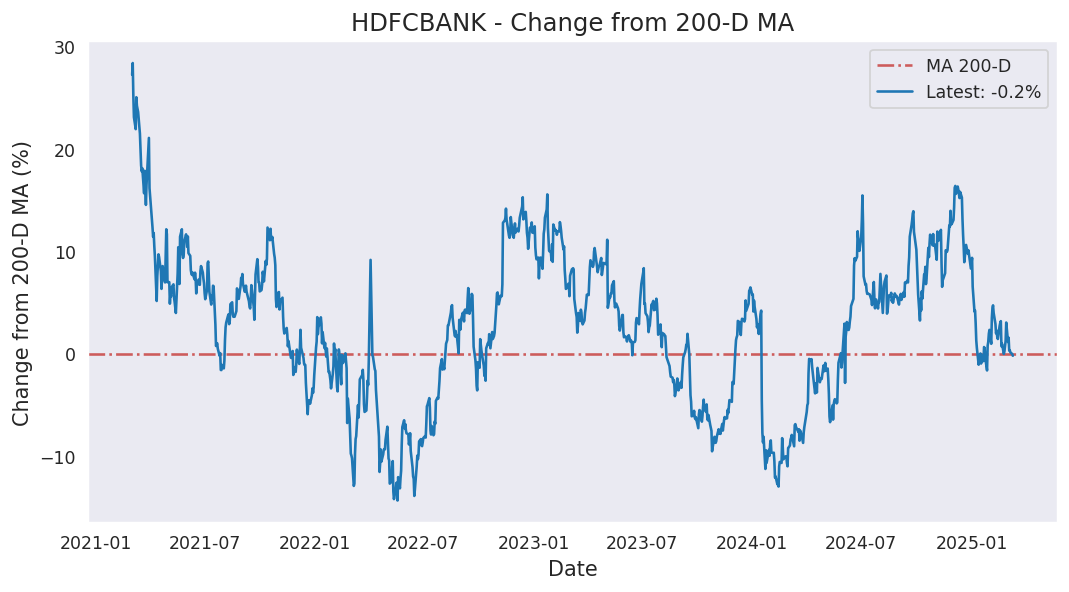 HDFCBANK - Change from 200-D MA
30
20
10
0
−10
Change from 200-D MA (%)
MA 200-D
Latest: -0.2%
2021-01
2021-07
2022-01
2022-07
2023-01
2023-07
2024-01
2024-07
2025-01
Date